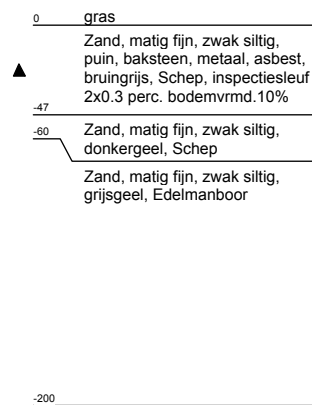 0 gras
Zand, matig fijn, zwak siltig,
puin, baksteen, metaal, asbest,
bruingrijs, Schep, inspectiesleuf
2x0.3 perc. bodemvrmd.10%
-47
-60 Zand, matig fijn, zwak siltig,
donkergeel, Schep
Zand, matig fijn, zwak siltig,
grijsgeel, Edelmanboor
-200